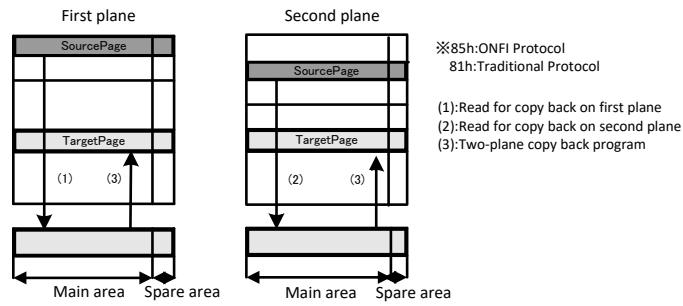 First plane
Second plane
SourcePage
SourcePage
※85h:ONFI Protocol
81h:Traditional Protocol
(1):Read for copy back on first plane
(2):Read for copy back on second plane
(3):Two-plane copy back program
TargetPage
TargetPage
(1)
(3)
(2)
(3)
Main area
Spare area
Main area
Spare area